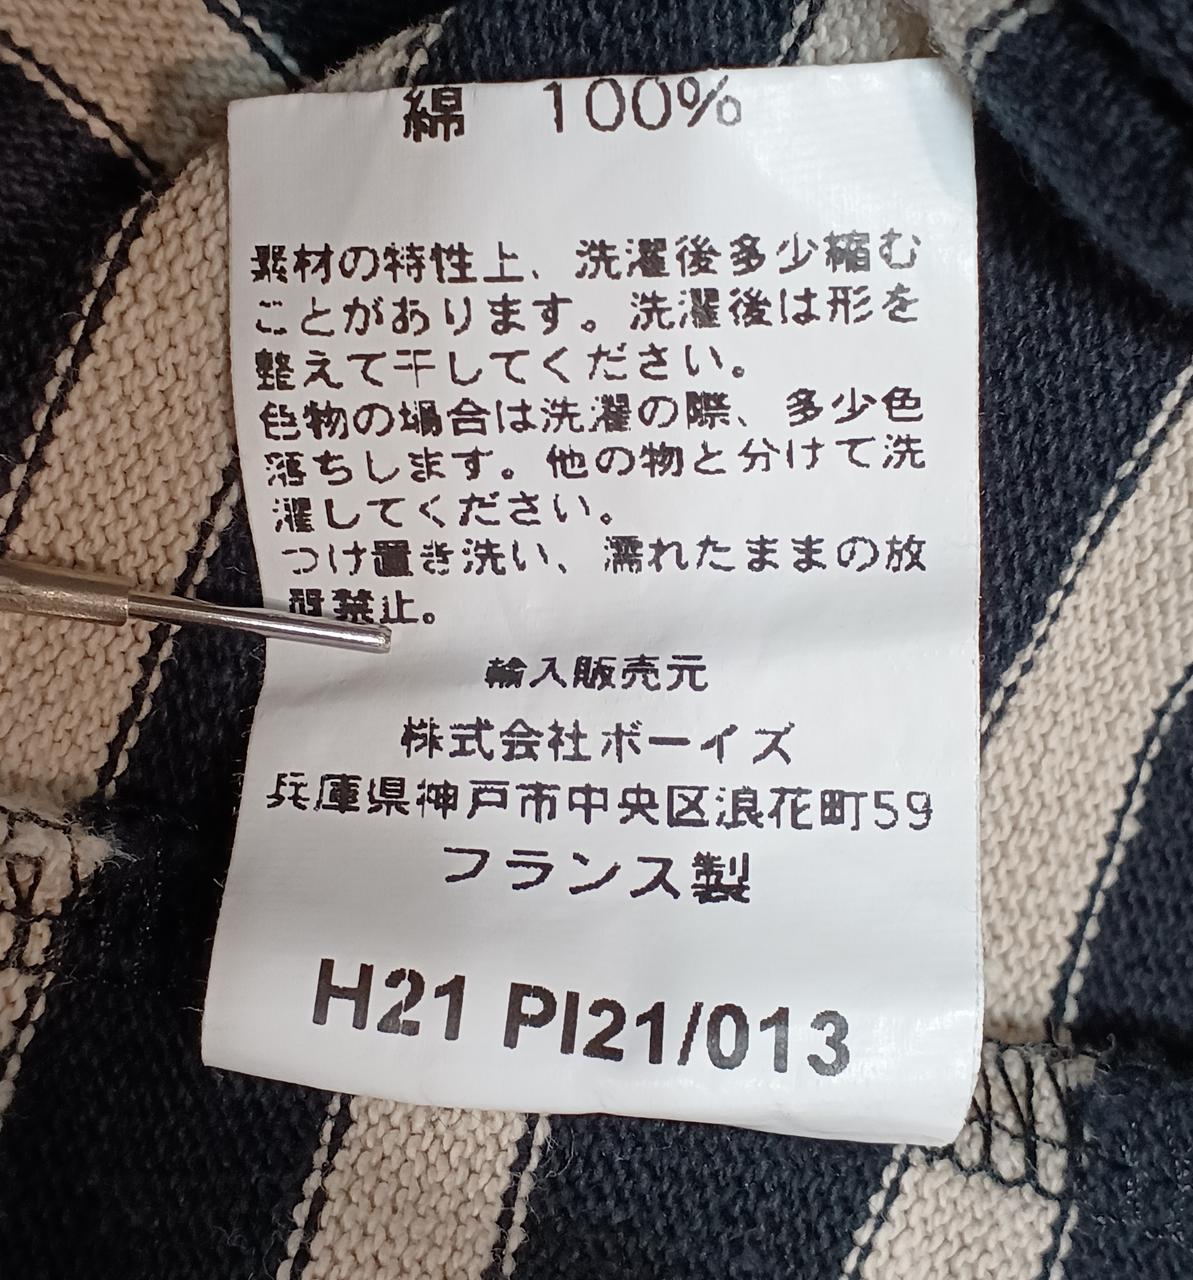 綿 100%
素材の特性上、洗濯後多少縮む
ことがあります。洗濯後は形を
整えて干してください。
色物の場合は洗濯の際、多少色
落ちします。他の物と分けて洗
濯してください。
つけ置き洗い、濡れたままの放
置禁止。
輸入販売元
株式会社ボーイズ
兵庫県神戸市中央区浪花町59
フランス製
H21 PI21/013